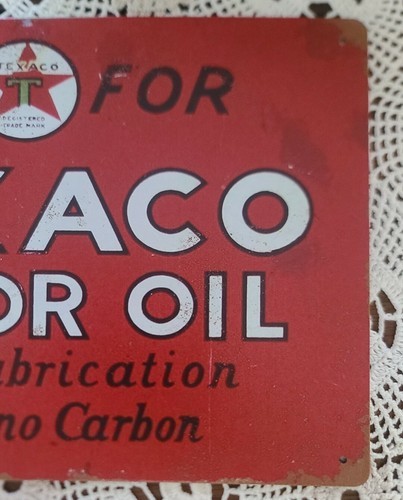 TEXACO
T
REGISTERED
TRADE MARK
FOR
XACO
OR OIL
ubrication
no Carbon